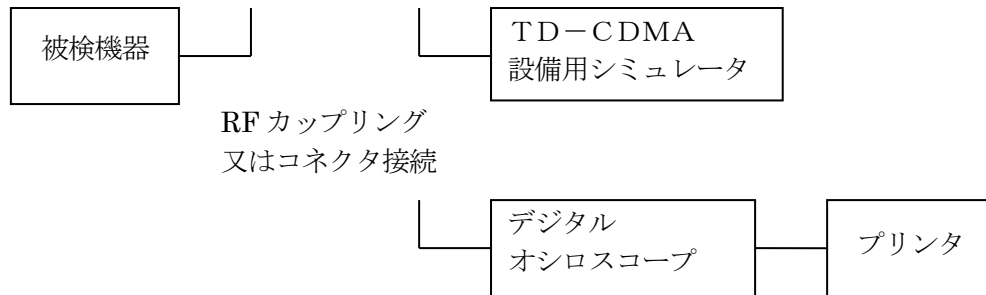 被検機器
ＴＤ－ＣＤＭＡ
設備用シミュレータ
RF カップリング
又はコネクタ接続
デジタル
オシロスコープ
プリンタ